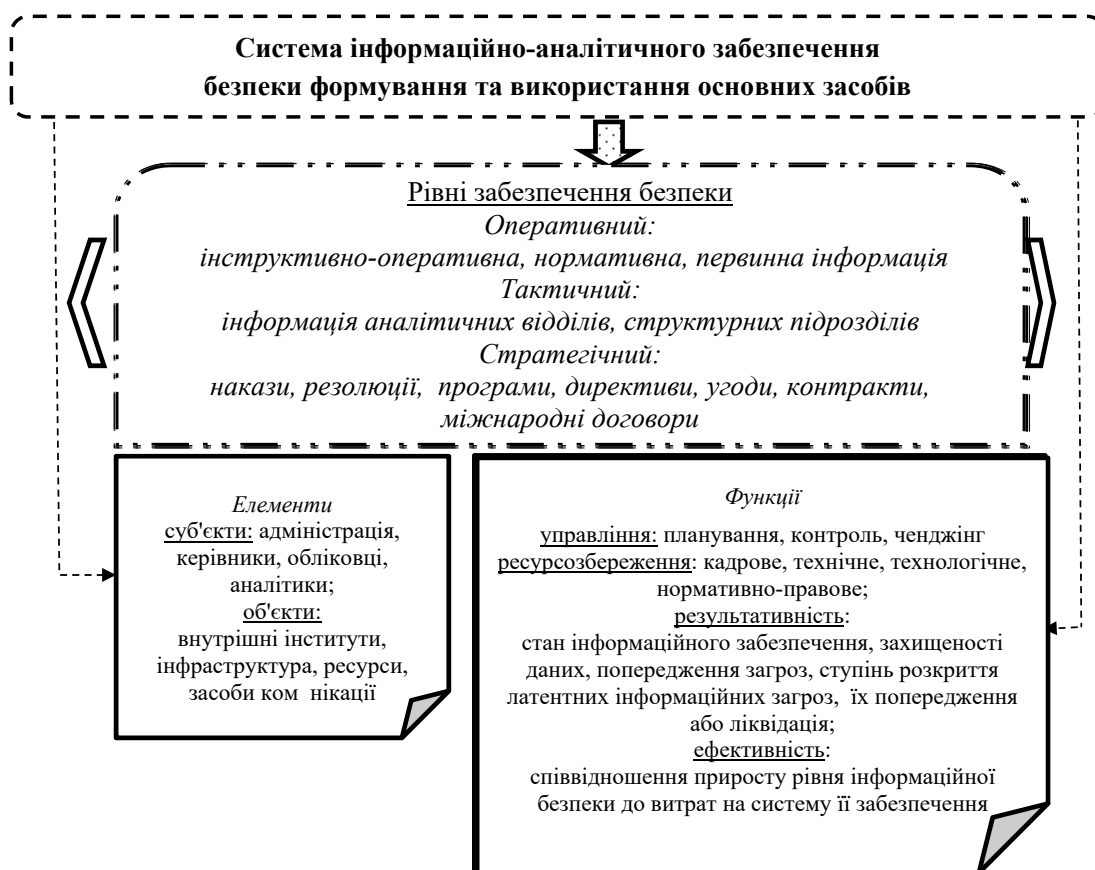 Система інформаційно-аналітичного забезпечення
безпеки формування та використання основних засобів
Рівні забезпечення безпеки
Оперативний:
інструктивно-оперативна, нормативна, первинна інформація
Тактичний:
інформація аналітичних відділів, структурних підрозділів
Стратегічний:
накази, резолюції, програми, директиви, угоди, контракти,
міжнародні договори
Елементи
суб'єкти: адміністрація,
керівники, обліковці,
аналітики;
об'єкти:
внутрішні інститути,
інфраструктура, ресурси,
засоби ком нікації
Функції
управління: планування, контроль, ченджінг
ресурсозбереження: кадрове, технічне, технологічне,
нормативно-правове;
результативність:
стан інформаційного забезпечення, захищеності
даних, попередження загроз, ступінь розкриття
латентних інформаційних загроз, їх попередження
або ліквідація;
ефективність:
співвідношення приросту рівня інформаційної
безпеки до витрат на систему її забезпечення